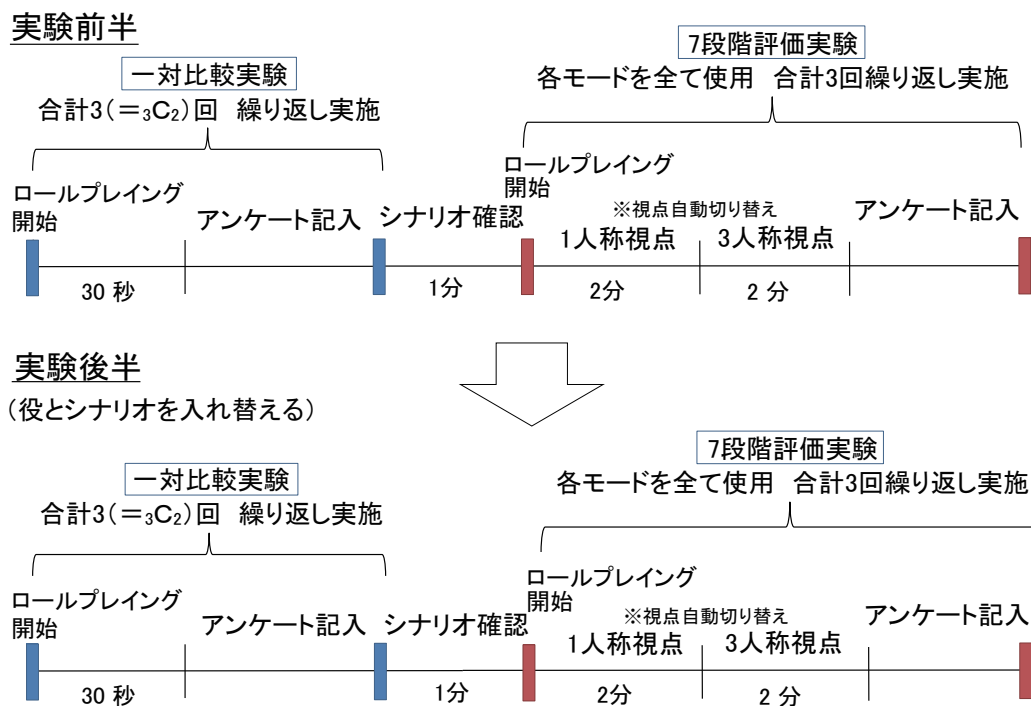 実験前半
一対比較実験
合計3(=₃C₂)回 繰り返し実施
7段階評価実験
各モードを全て使用 合計3回繰り返し実施
ロールプレイング
開始
アンケート記入
シナリオ確認
ロールプレイング
開始
※視点自動切り替え
1人称視点
3人称視点
アンケート記入
30 秒
1分
2分
2 分
実験後半
(役とシナリオを入れ替える)
一対比較実験
合計3(=₃C₂)回 繰り返し実施
7段階評価実験
各モードを全て使用 合計3回繰り返し実施
ロールプレイング
開始
アンケート記入
シナリオ確認
ロールプレイング
開始
※視点自動切り替え
1人称視点
3人称視点
アンケート記入
30 秒
1分
2分
2 分